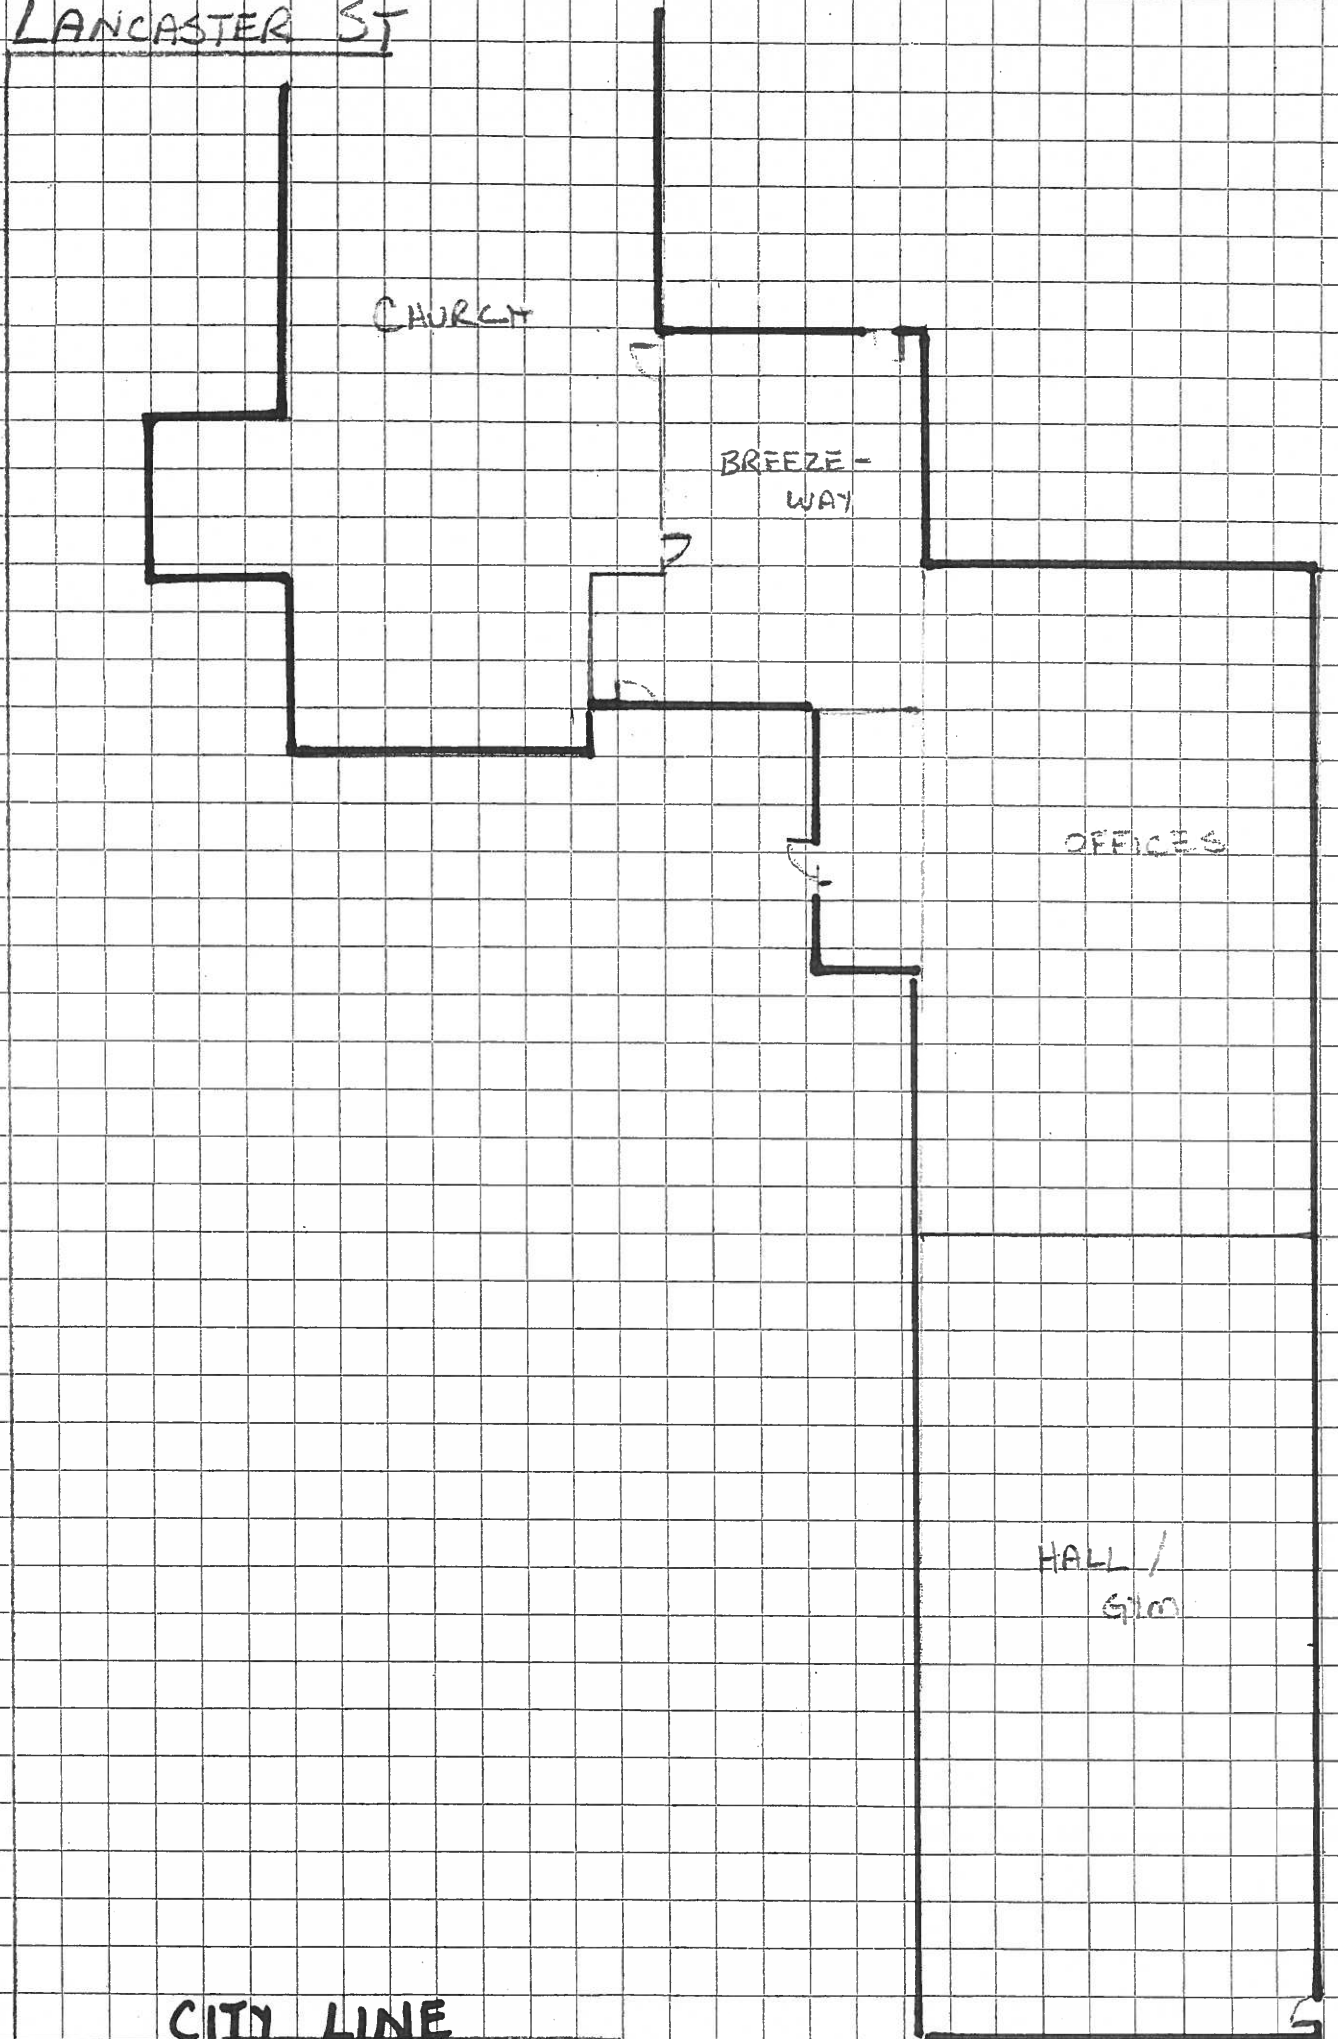 LANCASTER ST
CHURCH
BREEZE-
WAY
OFFICES
HALL /
GYM
CITY LINE